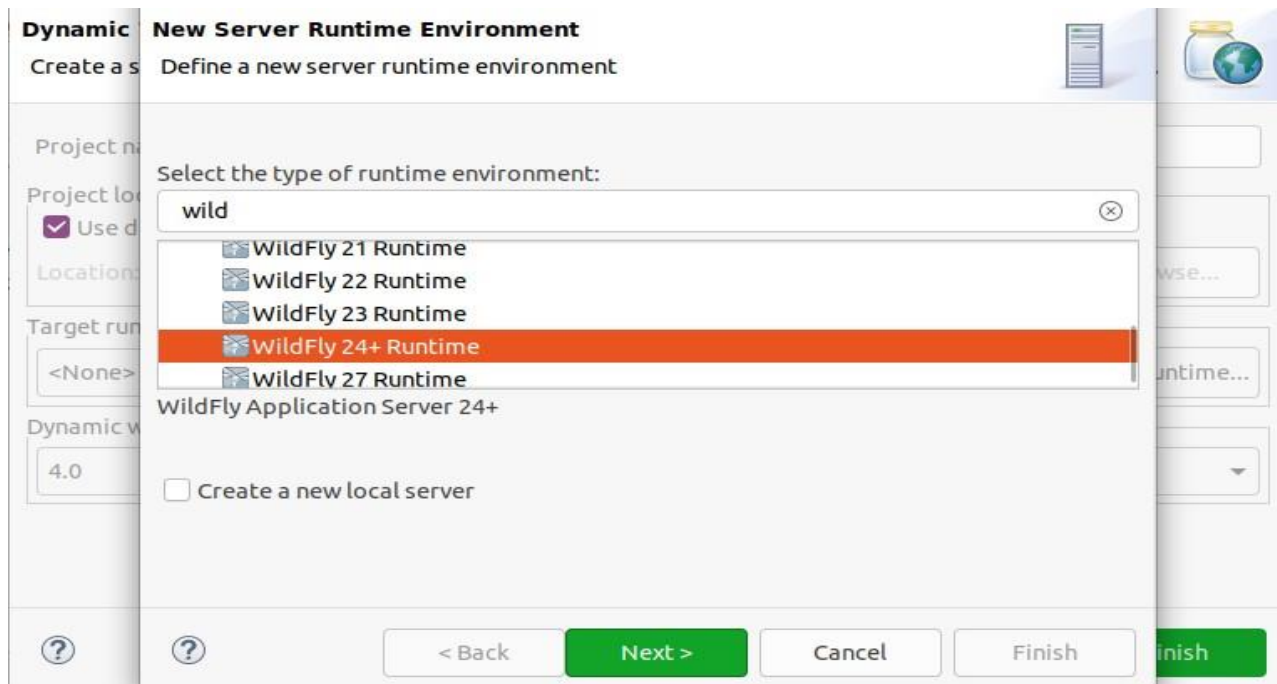 Dynamic
Create a s
New Server Runtime Environment
Define a new server runtime environment
Project na
Project loc
Use d
Location:
Target run
<None>
Dynamic w
4.0
Select the type of runtime environment:
wild
WildFly 21 Runtime
WildFly 22 Runtime
WildFly 23 Runtime
WildFly 24+ Runtime
WildFly 27 Runtime
WildFly Application Server 24+
Create a new local server
< Back
Next >
Cancel
Finish
wse...
untime...
inish